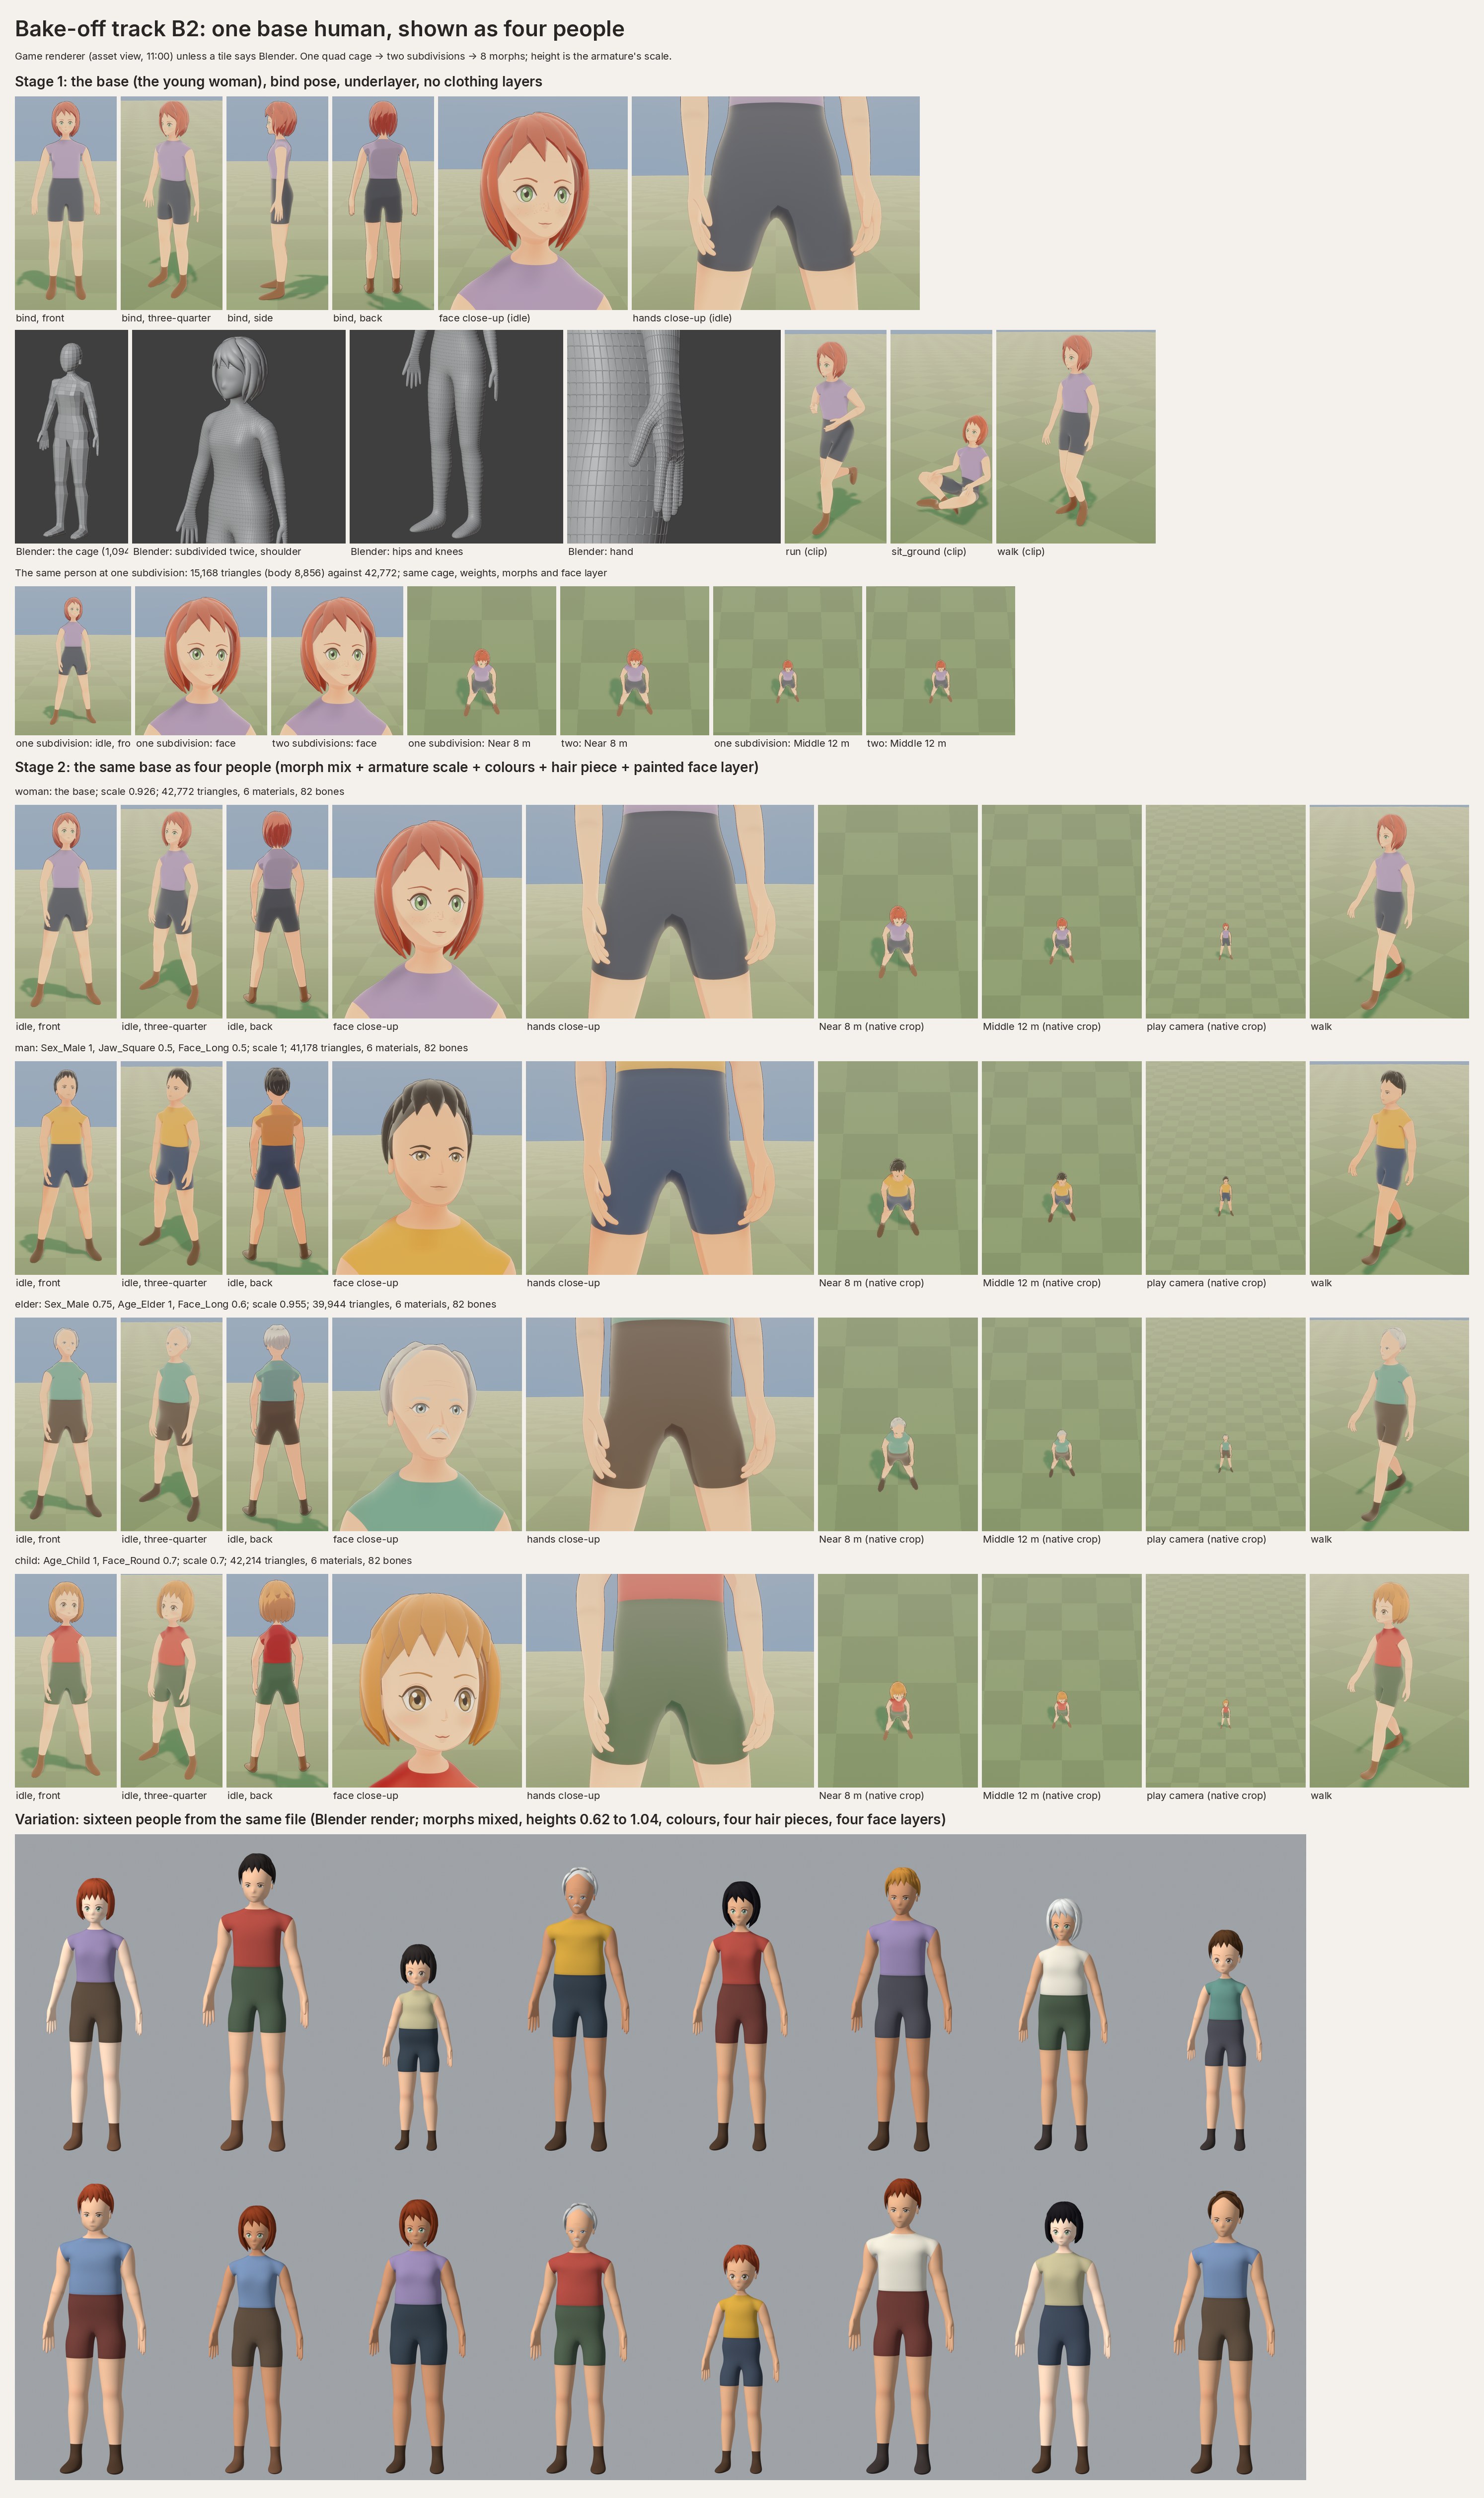 Bake-off track B2: one base human, shown as four people
Game renderer (asset view, 11:00) unless a tile says Blender. One quad cage → two subdivisions → 8 morphs; height is the armature's scale.
Stage 1: the base (the young woman), bind pose, underlayer, no clothing layers
bind, front
bind, three-quarter
bind, side
bind, back
face close-up (idle)
hands close-up (idle)
Blender: the cage (1,094
Blender: subdivided twice, shoulder
Blender: hips and knees
Blender: hand
run (clip)
sit_ground (clip)
walk (clip)
The same person at one subdivision: 15,168 triangles (body 8,856) against 42,772; same cage, weights, morphs and face layer
one subdivision: idle, fro
one subdivision: face
two subdivisions: face
one subdivision: Near 8 m
two: Near 8 m
one subdivision: Middle 12 m
two: Middle 12 m
Stage 2: the same base as four people (morph mix + armature scale + colours + hair piece + painted face layer)
woman: the base; scale 0.926; 42,772 triangles, 6 materials, 82 bones
idle, front
idle, three-quarter
idle, back
face close-up
hands close-up
Near 8 m (native crop)
Middle 12 m (native crop)
play camera (native crop)
walk
man: Sex_Male 1, Jaw_Square 0.5, Face_Long 0.5; scale 1; 41,178 triangles, 6 materials, 82 bones
idle, front
idle, three-quarter
idle, back
face close-up
hands close-up
Near 8 m (native crop)
Middle 12 m (native crop)
play camera (native crop)
walk
elder: Sex_Male 0.75, Age_Elder 1, Face_Long 0.6; scale 0.955; 39,944 triangles, 6 materials, 82 bones
idle, front
idle, three-quarter
idle, back
face close-up
hands close-up
Near 8 m (native crop)
Middle 12 m (native crop)
play camera (native crop)
walk
child: Age_Child 1, Face_Round 0.7; scale 0.7; 42,214 triangles, 6 materials, 82 bones
idle, front
idle, three-quarter
idle, back
face close-up
hands close-up
Near 8 m (native crop)
Middle 12 m (native crop)
play camera (native crop)
walk
Variation: sixteen people from the same file (Blender render; morphs mixed, heights 0.62 to 1.04, colours, four hair pieces, four face layers)